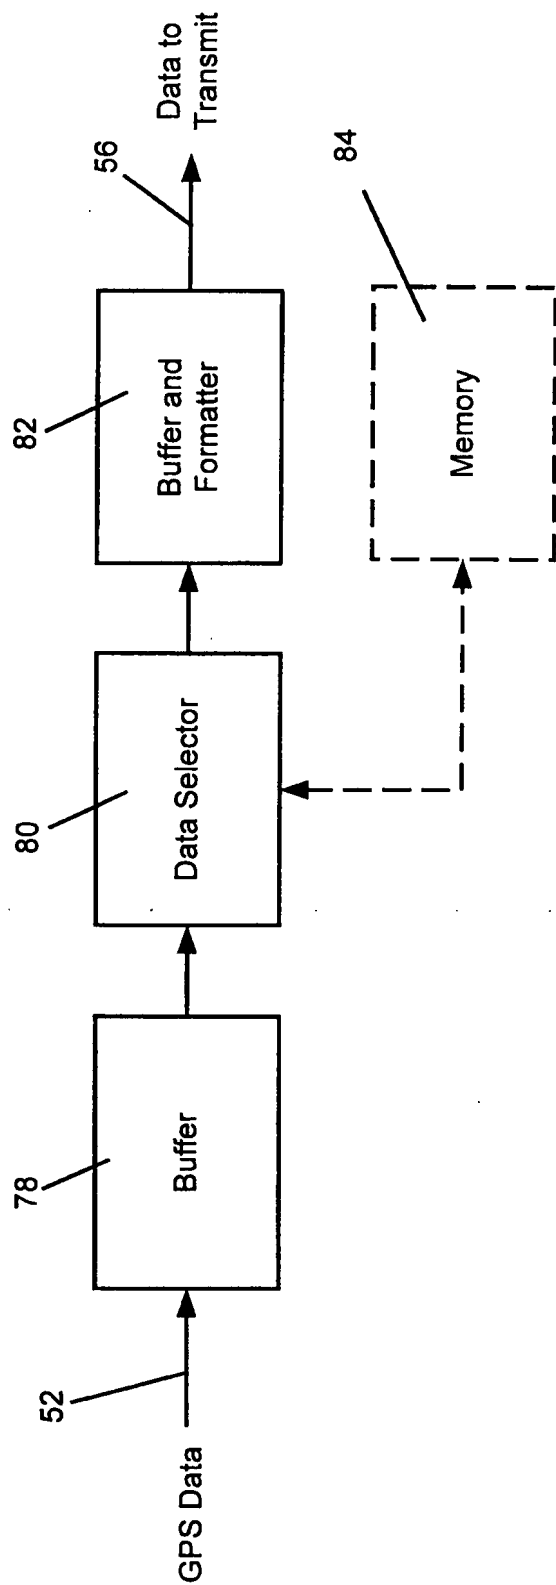 GPS Data
52
78
Buffer
80
Data Selector
82
Buffer and
Formatter
56
Data to
Transmit
84
Memory